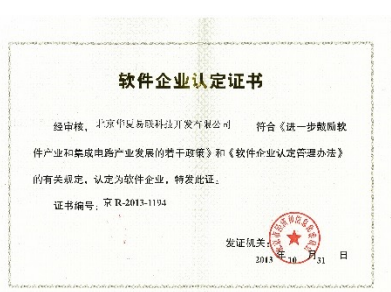 软件企业认定证书
经审核，北京华夏易联科技开发有限公司 符合《进一步鼓励软
件产业和集成电路产业发展的若干政策》和《软件企业认定管理办法》
的有关规定，认定为软件企业，特发此证。
证书编号：京 R-2013-1194
发证机关：
2013 年 10 月 31 日